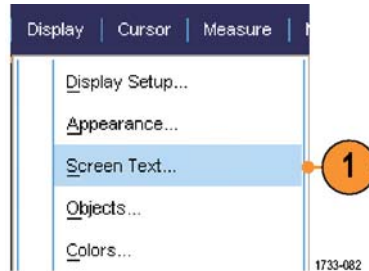 Display | Cursor | Measure |
Display Setup...
Appearance...
Screen Text...
1
Objects...
Colors...
1733-082